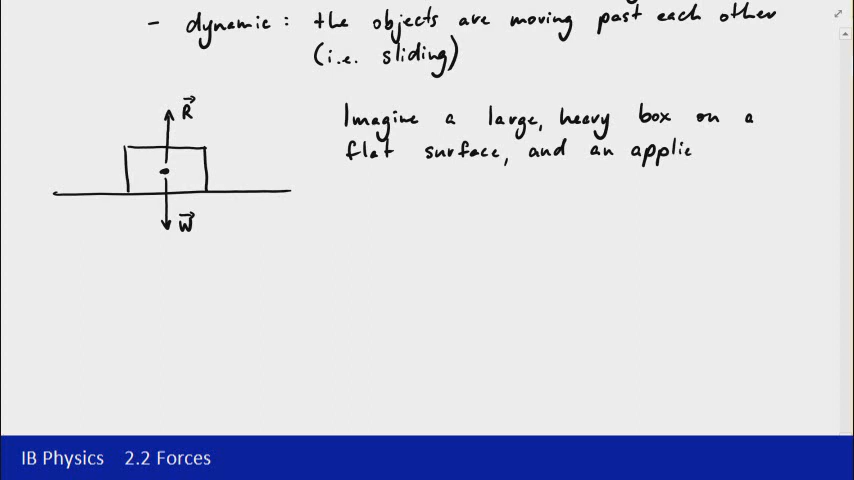 - dynamic: the objects are moving past each other
(i.e. sliding)
R
Imagine a large, heavy box on a
flat surface, and an applie
W
IB Physics 2.2 Forces